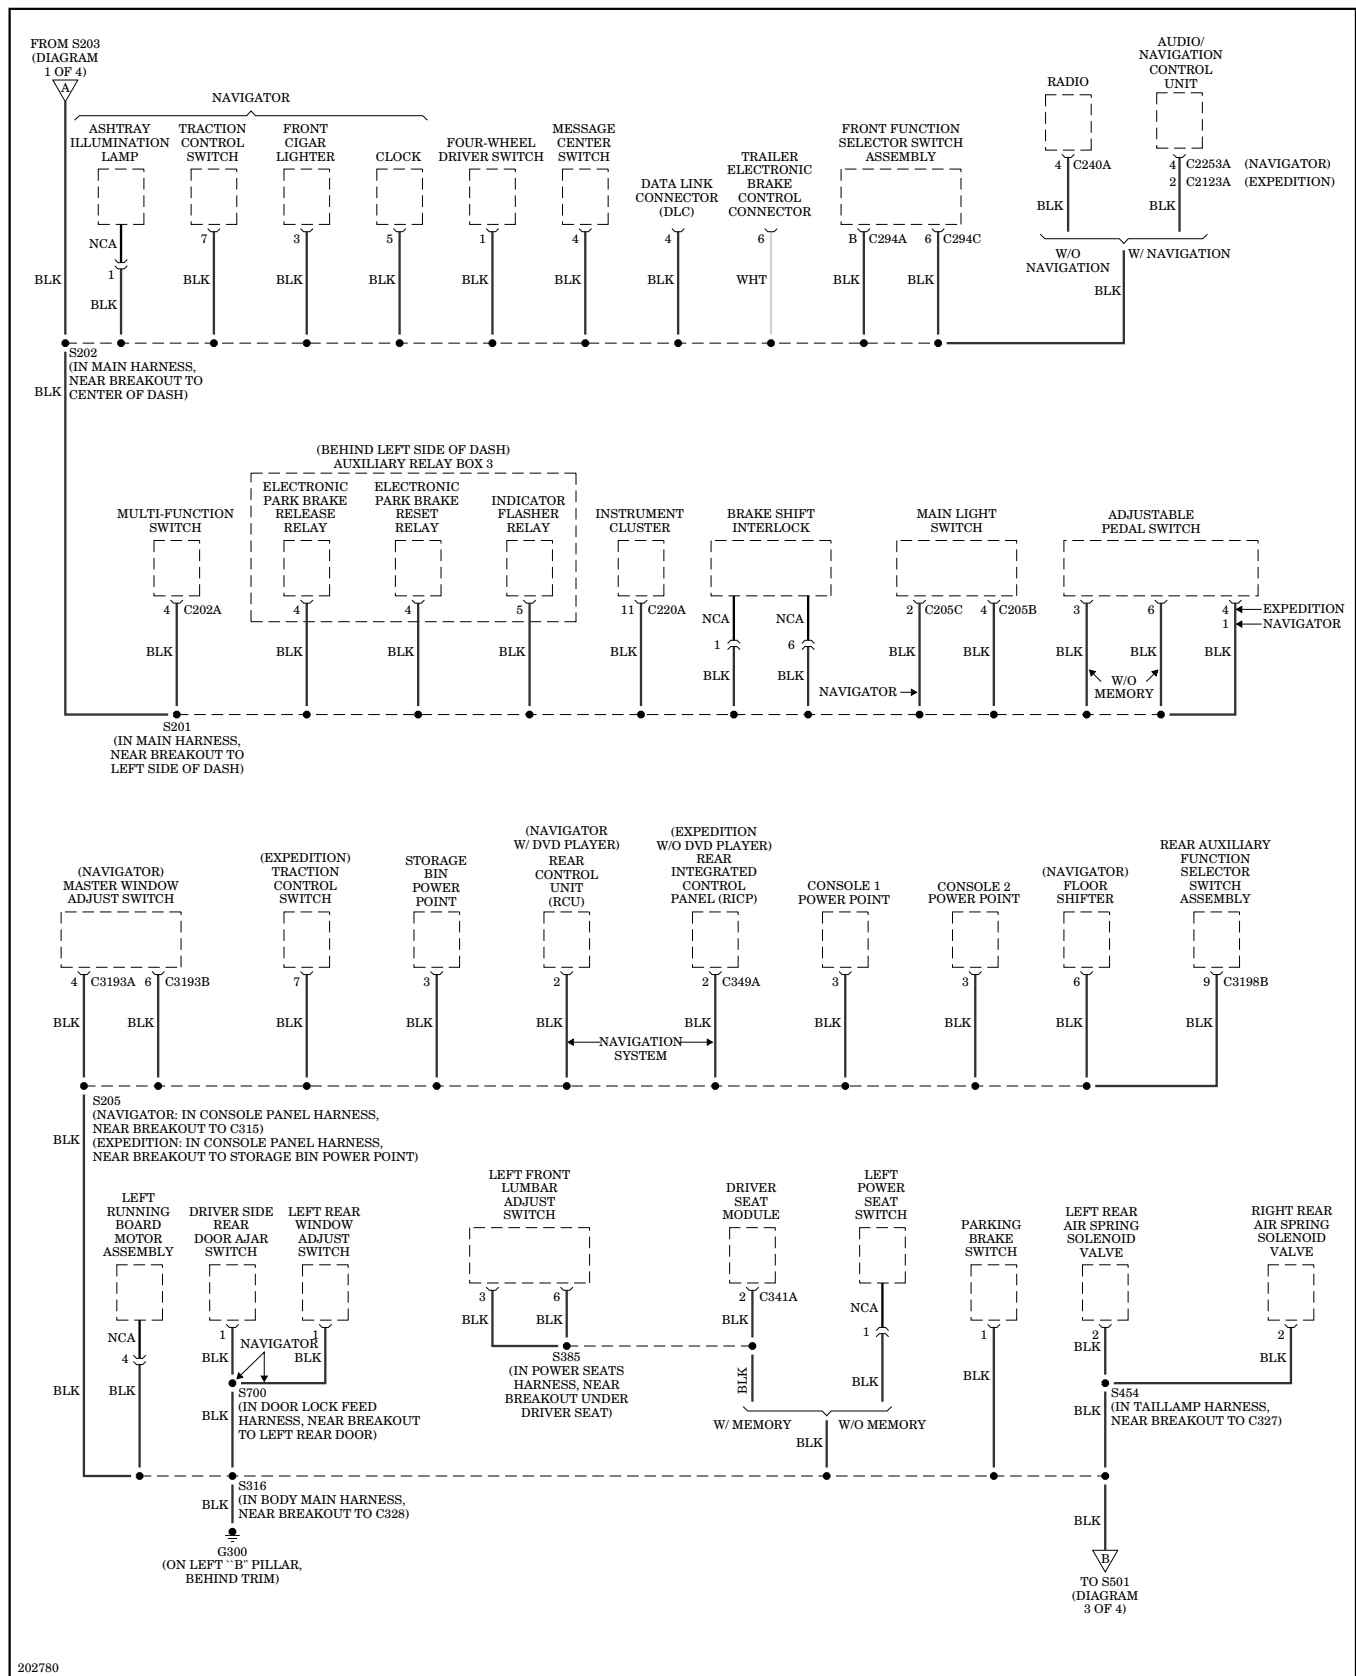 FROM S203
(DIAGRAM
1 OF 4)
A
NAVIGATOR
ASHTRAY
ILLUMINATION
LAMP
TRACTION
CONTROL
SWITCH
FRONT
CIGAR
LIGHTER
CLOCK
FOUR-WHEEL
DRIVER SWITCH
MESSAGE
CENTER
SWITCH
DATA LINK
CONNECTOR
(DLC)
TRAILER
ELECTRONIC
BRAKE
CONTROL
CONNECTOR
FRONT FUNCTION
SELECTOR SWITCH
ASSEMBLY
RADIO
AUDIO/
NAVIGATION
CONTROL
UNIT
4 C240A
4 C2253A (NAVIGATOR)
2 C2123A (EXPEDITION)
BLK
BLK
W/O
NAVIGATION
W/ NAVIGATION
BLK
NCA
1
7
3
5
1
4
4
6
B C294A
6 C294C
BLK
BLK
BLK
BLK
BLK
BLK
BLK
BLK
WHT
BLK
BLK
S202
(IN MAIN HARNESS,
NEAR BREAKOUT TO
CENTER OF DASH)
BLK
(BEHIND LEFT SIDE OF DASH)
AUXILIARY RELAY BOX 3
MULTI-FUNCTION
SWITCH
ELECTRONIC
PARK BRAKE
RELEASE
RELAY
ELECTRONIC
PARK BRAKE
RESET
RELAY
INDICATOR
FLASHER
RELAY
INSTRUMENT
CLUSTER
BRAKE SHIFT
INTERLOCK
MAIN LIGHT
SWITCH
ADJUSTABLE
PEDAL SWITCH
4 C202A
4
4
5
11 C220A
NCA
1
NCA
6
2 C205C
4 C205B
3
6
4 EXPEDITION
1 NAVIGATOR
BLK
BLK
BLK
BLK
BLK
BLK
BLK
BLK
BLK
BLK
BLK
BLK
NAVIGATOR
W/O
MEMORY
S201
(IN MAIN HARNESS,
NEAR BREAKOUT TO
LEFT SIDE OF DASH)
(NAVIGATOR)
MASTER WINDOW
ADJUST SWITCH
(EXPEDITION)
TRACTION
CONTROL
SWITCH
STORAGE
BIN
POWER
POINT
(NAVIGATOR
W/ DVD PLAYER)
REAR
CONTROL
UNIT
(RCU)
(EXPEDITION
W/O DVD PLAYER)
REAR
INTEGRATED
CONTROL
PANEL (RICP)
CONSOLE 1
POWER POINT
CONSOLE 2
POWER POINT
(NAVIGATOR)
FLOOR
SHIFTER
REAR AUXILIARY
FUNCTION
SELECTOR
SWITCH
ASSEMBLY
4 C3193A
6 C3193B
7
3
2
2 C349A
3
3
6
9 C3198B
BLK
BLK
BLK
BLK
BLK
BLK
BLK
BLK
BLK
BLK
NAVIGATION
SYSTEM
S205
(NAVIGATOR: IN CONSOLE PANEL HARNESS,
NEAR BREAKOUT TO C315)
(EXPEDITION: IN CONSOLE PANEL HARNESS,
NEAR BREAKOUT TO STORAGE BIN POWER POINT)
BLK
LEFT
RUNNING
BOARD
MOTOR
ASSEMBLY
DRIVER SIDE
REAR
DOOR AJAR
SWITCH
LEFT REAR
WINDOW
ADJUST
SWITCH
LEFT FRONT
LUMBAR
ADJUST
SWITCH
DRIVER
SEAT
MODULE
LEFT
POWER
SEAT
SWITCH
PARKING
BRAKE
SWITCH
LEFT REAR
AIR SPRING
SOLENOID
VALVE
RIGHT REAR
AIR SPRING
SOLENOID
VALVE
NCA
4
1
NAVIGATOR
1
BLK
BLK
3
6
BLK
BLK
S385
(IN POWER SEATS
HARNESS, NEAR
BREAKOUT UNDER
DRIVER SEAT)
2 C341A
BLK
BLK
NCA
1
BLK
W/ MEMORY
W/O MEMORY
BLK
1
BLK
2
BLK
2
BLK
S454
(IN TAILLAMP HARNESS,
NEAR BREAKOUT TO C327)
BLK
BLK
BLK
S700
(IN DOOR LOCK FEED
HARNESS, NEAR BREAKOUT
TO LEFT REAR DOOR)
BLK
S316
(IN BODY MAIN HARNESS,
NEAR BREAKOUT TO C328)
BLK
G300
(ON LEFT ``B" PILLAR,
BEHIND TRIM)
BLK
B
TO S501
(DIAGRAM
3 OF 4)
202780